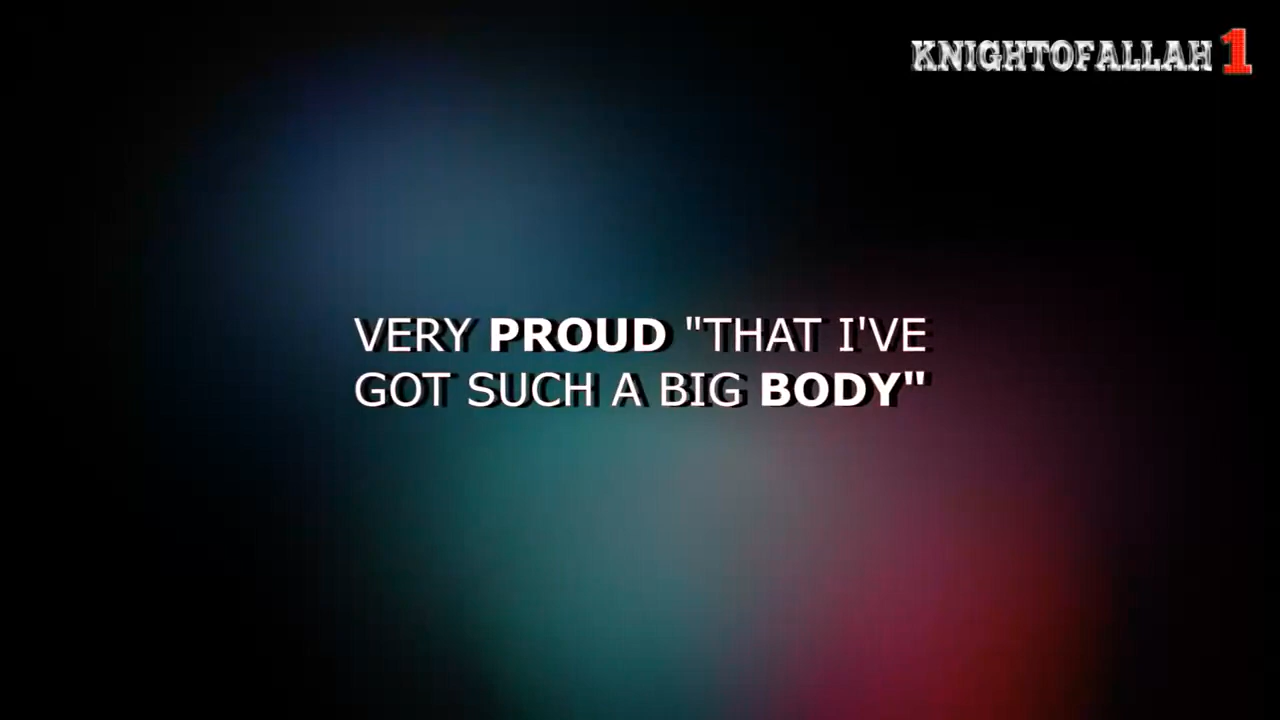 KNIGHTOFALLAH 1
VERY PROUD "THAT I'VE
GOT SUCH A BIG BODY"